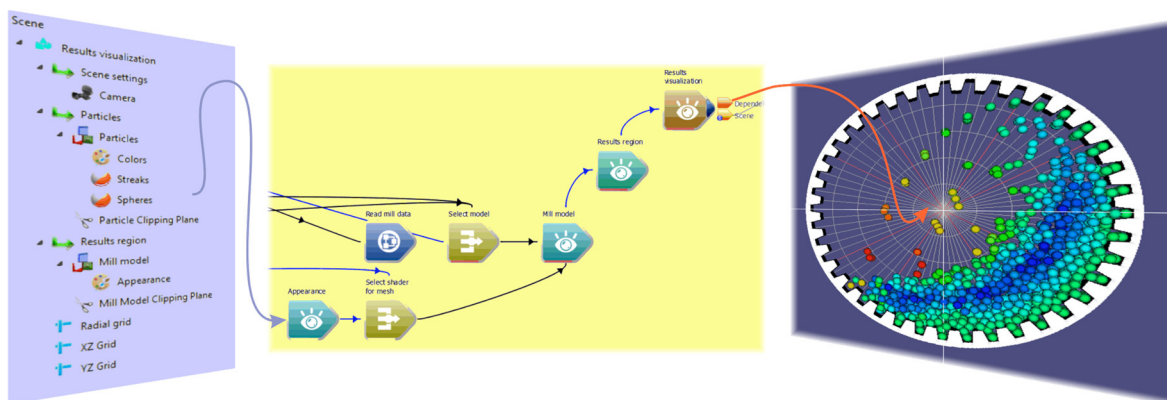 Scene
Results visualization
Scene settings
Camera
Particles
Particles
Colors
Streaks
Spheres
Particle Clipping Plane
Results region
Mill model
Appearance
Mill Model Clipping Plane
Radial grid
XZ Grid
YZ Grid
Results
visualization
Depende
Scene
Results region
Read mill data
Select model
Mill model
Select shader
for mesh
Appearance